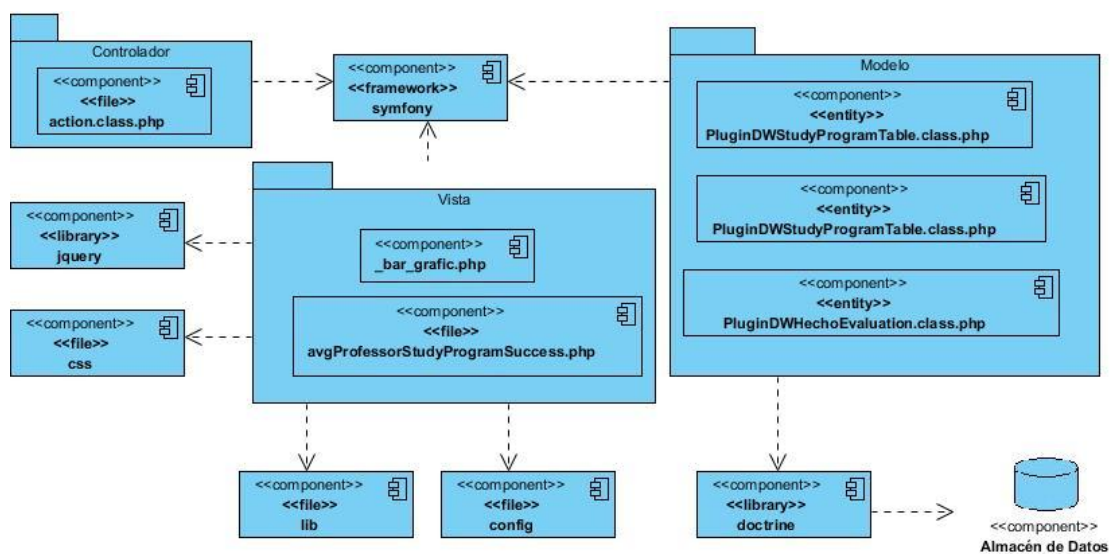 Controlador
<<component>>
<<file>>
action.class.php
<<component>>
<<framework>>
symfony
Modelo
<<component>>
<<entity>>
PluginDWStudyProgramTable.class.php
<<component>>
<<entity>>
PluginDWStudyProgramTable.class.php
<<component>>
<<entity>>
PluginDWHechoEvaluation.class.php
Vista
<<component>>
_bar_grafic.php
<<component>>
<<file>>
avgProfessorStudyProgramSuccess.php
<<component>>
<<library>>
jquery
<<component>>
<<file>>
css
<<component>>
<<file>>
lib
<<component>>
<<file>>
config
<<component>>
<<library>>
doctrine
<<component>>
Almacén de Datos